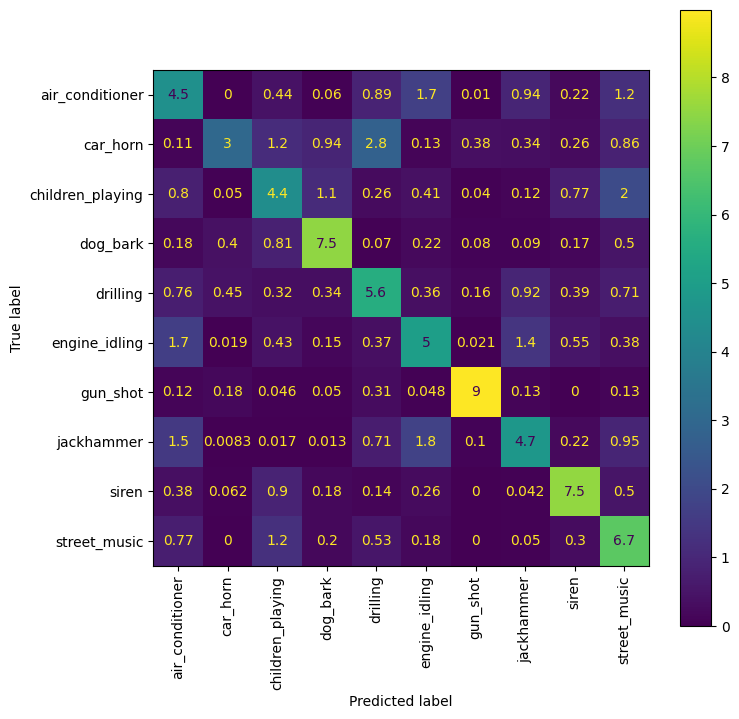 air_conditioner 4.5 0 0.44 0.06 0.89 1.7 0.01 0.94 0.22 1.2
car_horn 0.11 3 1.2 0.94 2.8 0.13 0.38 0.34 0.26 0.86
children_playing 0.8 0.05 4.4 1.1 0.26 0.41 0.04 0.12 0.77 2
dog_bark 0.18 0.4 0.81 7.5 0.07 0.22 0.08 0.09 0.17 0.5
drilling 0.76 0.45 0.32 0.34 5.6 0.36 0.16 0.92 0.39 0.71
engine_idling 1.7 0.019 0.43 0.15 0.37 5 0.021 1.4 0.55 0.38
gun_shot 0.12 0.18 0.046 0.05 0.31 0.048 9 0.13 0 0.13
jackhammer 1.5 0.0083 0.017 0.013 0.71 1.8 0.1 4.7 0.22 0.95
siren 0.38 0.062 0.9 0.18 0.14 0.26 0 0.042 7.5 0.5
street_music 0.77 0 1.2 0.2 0.53 0.18 0 0.05 0.3 6.7
True label
air_conditioner
car_horn
children_playing
dog_bark
drilling
engine_idling
gun_shot
jackhammer
siren
street_music
Predicted label
8
7
6
5
4
3
2
1
0